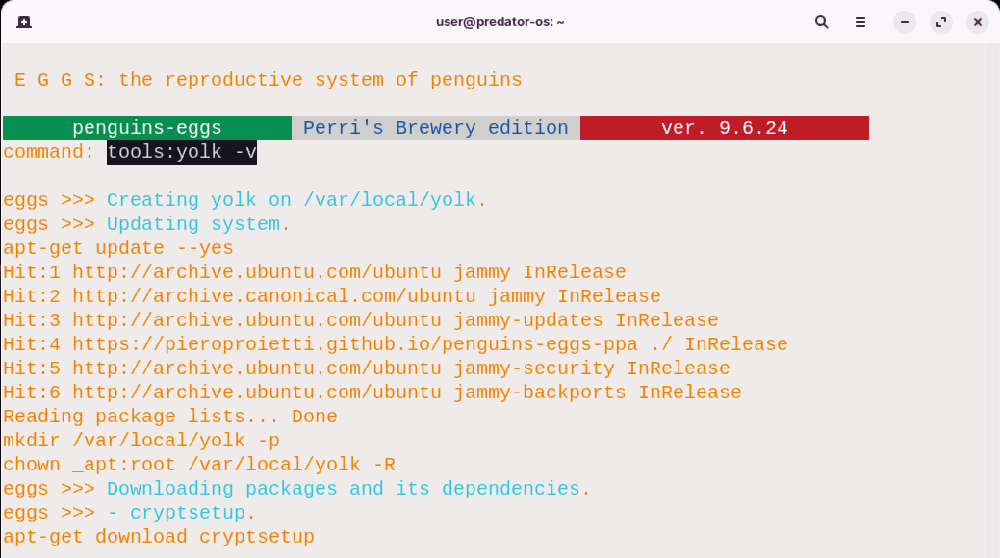 user@predator-os: ~
E G G S: the reproductive system of penguins
penguins-eggs Perri's Brewery edition ver. 9.6.24
command: tools:yolk -v
eggs >>> Creating yolk on /var/local/yolk.
eggs >>> Updating system.
apt-get update --yes
Hit:1 http://archive.ubuntu.com/ubuntu jammy InRelease
Hit:2 http://archive.canonical.com/ubuntu jammy InRelease
Hit:3 http://archive.ubuntu.com/ubuntu jammy-updates InRelease
Hit:4 https://pieroproietti.github.io/penguins-eggs-ppa ./ InRelease
Hit:5 http://archive.ubuntu.com/ubuntu jammy-security InRelease
Hit:6 http://archive.ubuntu.com/ubuntu jammy-backports InRelease
Reading package lists... Done
mkdir /var/local/yolk -p
chown _apt:root /var/local/yolk -R
eggs >>> Downloading packages and its dependencies.
eggs >>> - cryptsetup.
apt-get download cryptsetup